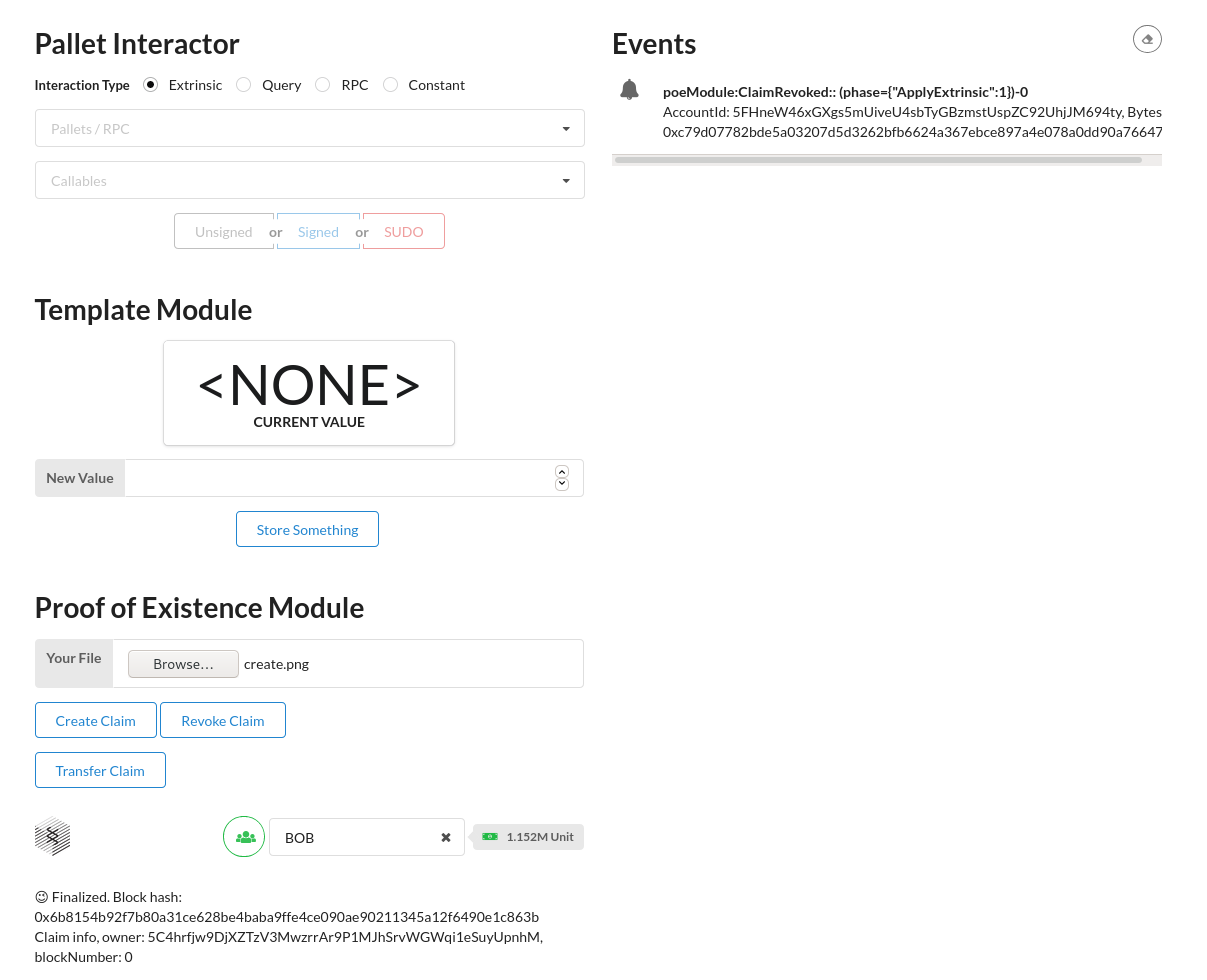 Pallet Interactor
Interaction Type Extrinsic Query RPC Constant
Pallets / RPC
Callables
Unsigned or Signed or SUDO
Template Module
<NONE>
CURRENT VALUE
New Value
Store Something
Proof of Existence Module
Your File Browse… create.png
Create Claim Revoke Claim
Transfer Claim
BOB 1.152M Unit
Finalized. Block hash:
0x6b8154b92f7b80a31ce628be4baba9ffe4ce090ae90211345a12f6490e1c863b
Claim info, owner: 5C4hrfjw9DjXZTzV3MwzrrAr9P1MJhSrvWGWqi1eSuyUpnhM,
blockNumber: 0
Events
poeModule:ClaimRevoked:: (phase={"ApplyExtrinsic":1})-0
AccountId: 5FHneW46xGXgs5mUiveU4sbTyGBzmstUspZC92UhjJM694ty, Bytes
0xc79d07782bde5a03207d5d3262bfb6624a367ebce897a4e078a0dd90a76647